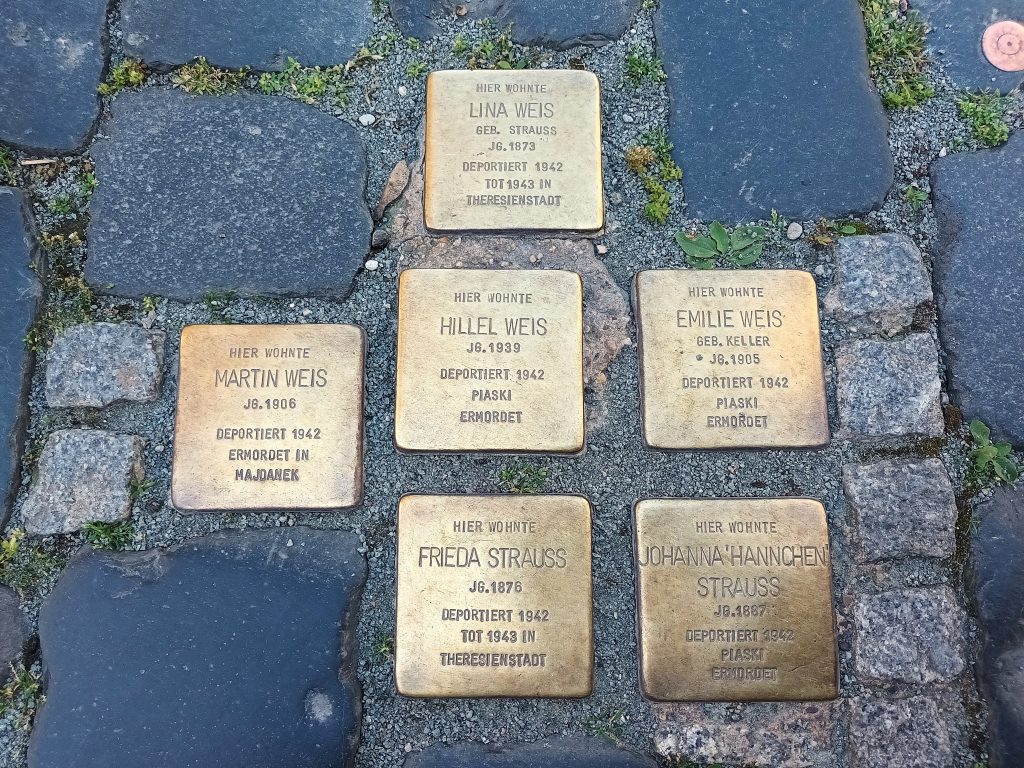 HIER WOHNTE
LINA WEIS
GEB. STRAUSS
JG.1873
DEPORTIERT 1942
TOT 1943 IN
THERESIENSTADT
HIER WOHNTE
MARTIN WEIS
JG.1906
DEPORTIERT 1942
ERMORDET IN
MAJDANEK
HIER WOHNTE
HILLEL WEIS
JG.1939
DEPORTIERT 1942
PIASKI
ERMORDET
HIER WOHNTE
EMILIE WEIS
GEB. KELLER
JG.1905
DEPORTIERT 1942
PIASKI
ERMORDET
HIER WOHNTE
FRIEDA STRAUSS
JG.1876
DEPORTIERT 1942
TOT 1943 IN
THERESIENSTADT
HIER WOHNTE
JOHANNA'HANNCHEN'
STRAUSS
JG.1887
DEPORTIERT 1942
PIASKI
ERMORDET